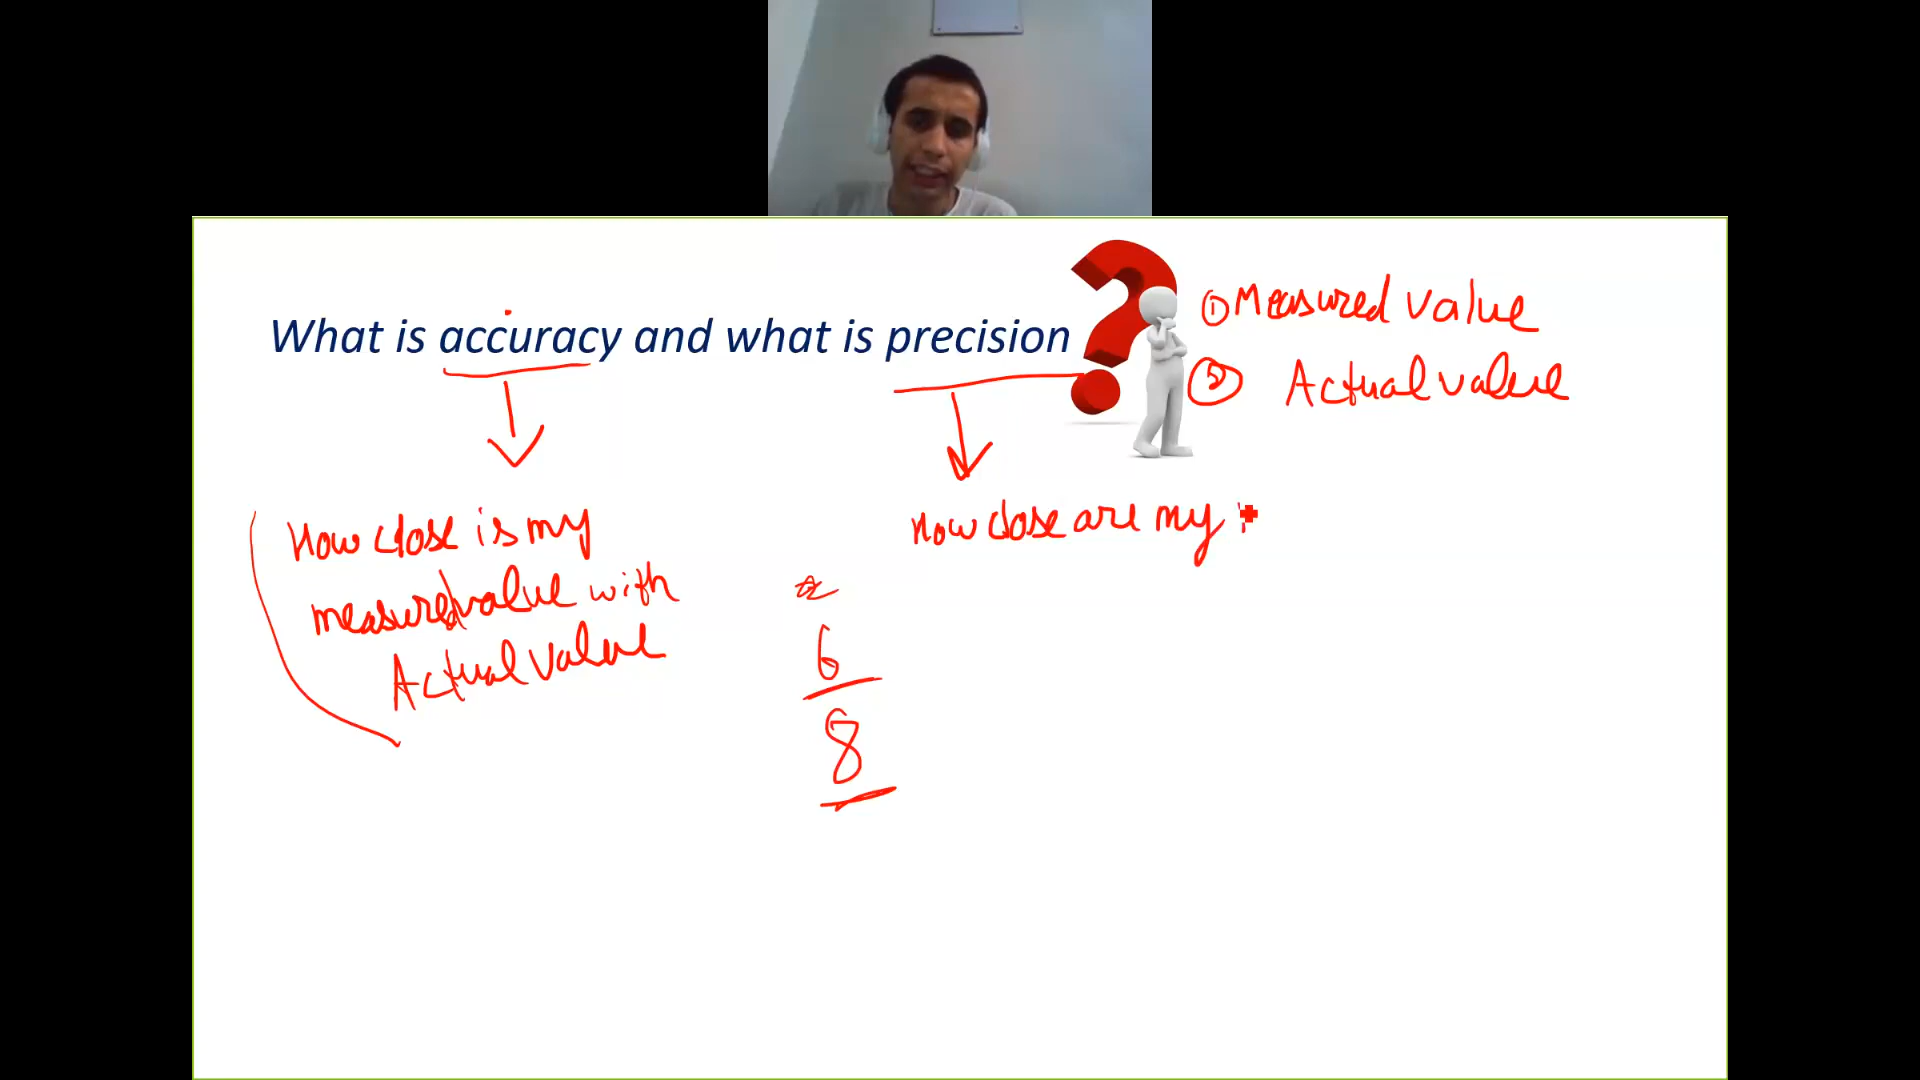 What is accuracy and what is precision
① Measured value
② Actual value
How close is my
measured value with
Actual value
How close are my
6
8